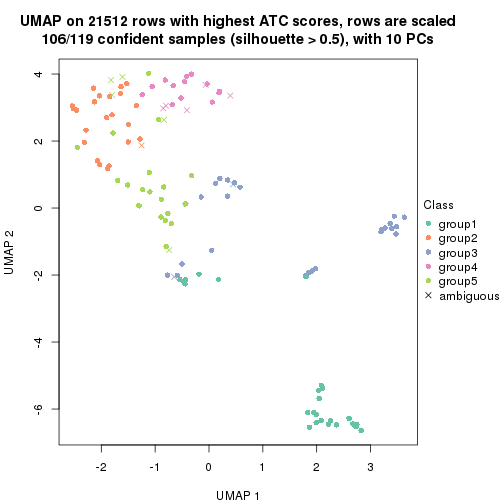 UMAP on 21512 rows with highest ATC scores, rows are scaled
106/119 confident samples (silhouette > 0.5), with 10 PCs
4
2
0
-2
-4
-6
UMAP 2
-2
-1
0
1
2
3
UMAP 1
Class
group1
group2
group3
group4
group5
ambiguous